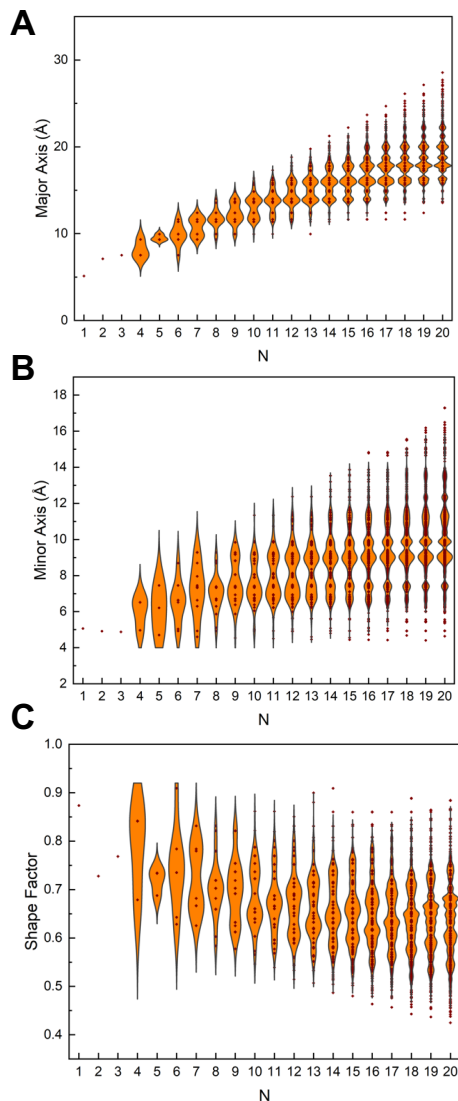 A
Major Axis (Å)
30
20
10
0
1 2 3 4 5 6 7 8 9 10 11 12 13 14 15 16 17 18 19 20
N
B
Minor Axis (Å)
18
16
14
12
10
8
6
4
2
1 2 3 4 5 6 7 8 9 10 11 12 13 14 15 16 17 18 19 20
N
C
Shape Factor
1.0
0.9
0.8
0.7
0.6
0.5
0.4
1 2 3 4 5 6 7 8 9 10 11 12 13 14 15 16 17 18 19 20
N